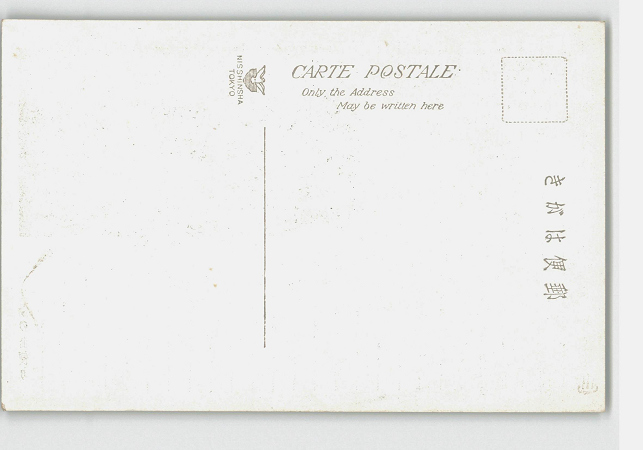 CARTE POSTALE
Only the Address
May be written here
NISSHINSHA
TOKYO
きがは便郵